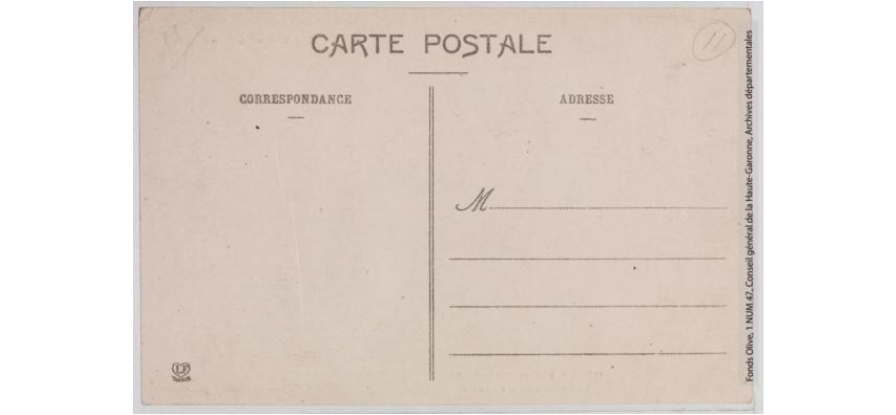 CARTE POSTALE
11
CORRESPONDANCE
ADRESSE
M
Fonds Olive, 1 NUM 47, Conseil général de la Haute-Garonne, Archives départementales